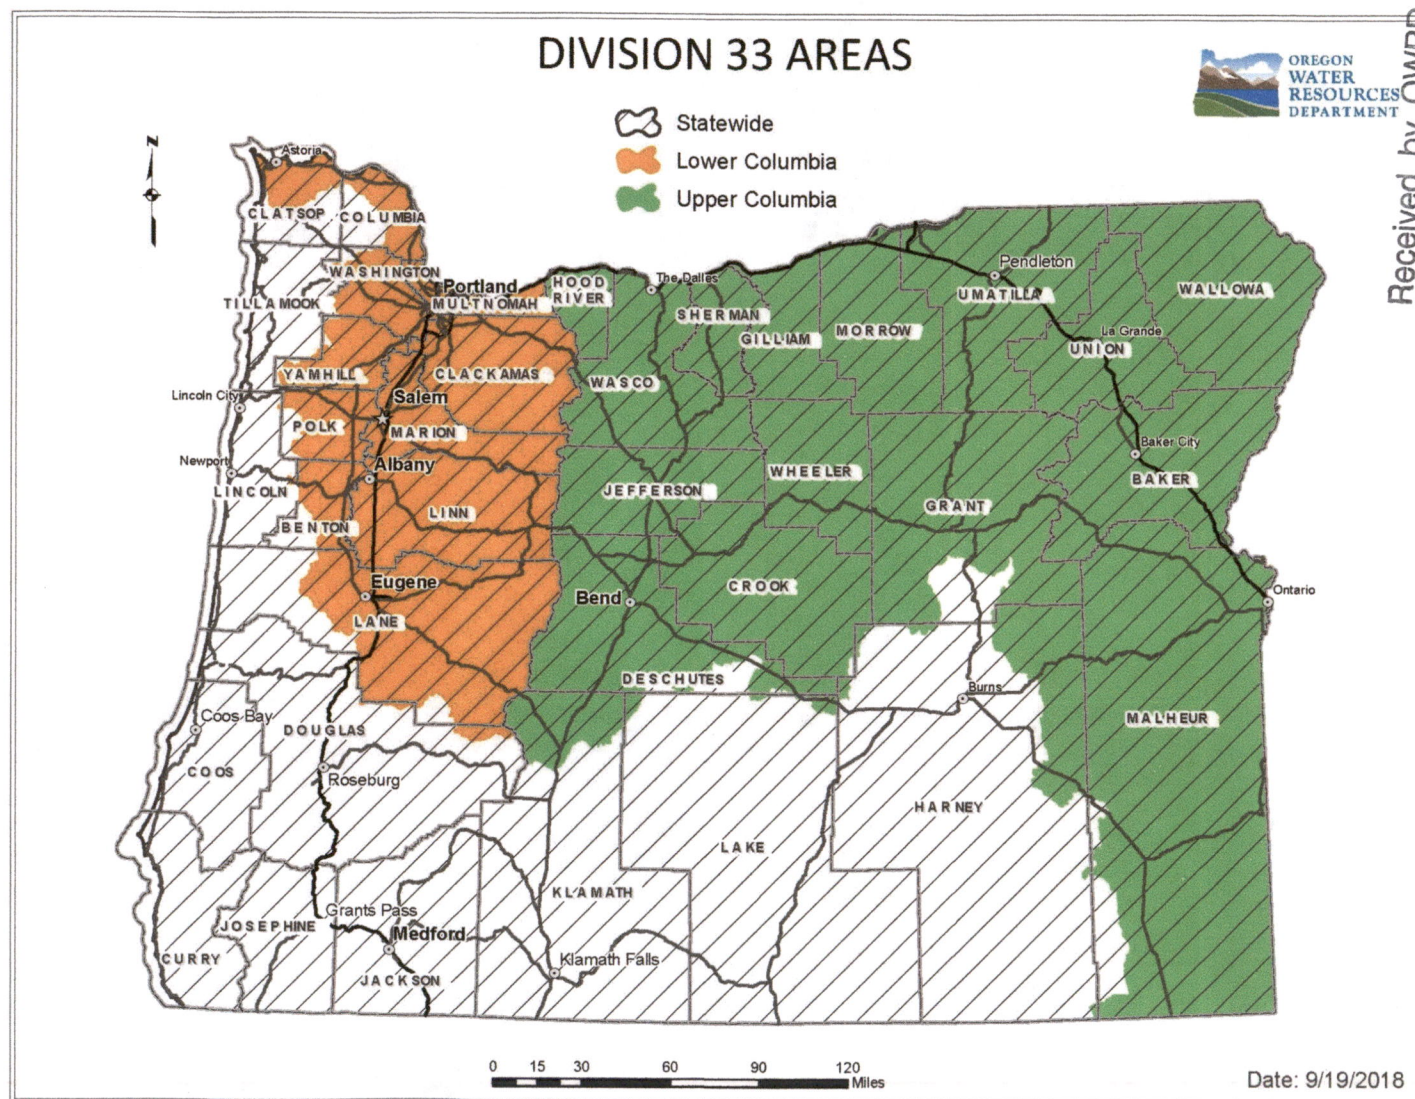 DIVISION 33 AREAS
OREGON
WATER
RESOURCES
DEPARTMENT
Received by OWRD
Statewide
Lower Columbia
Upper Columbia
N
Astoria
CLATSOP
COLUMBIA
WASHINGTON
Portland
HOOD
RIVER
The Dalles
Pendleton
TILLAMOOK
MULTNOMAH
SHERMAN
UMATILLA
WALLOWA
GILLIAM
MORROW
La Grande
UNION
YAMHILL
CLACKAMAS
WASCO
Lincoln City
Salem
POLK
MARION
Baker City
Newport
Albany
WHEELER
BAKER
LINCOLN
JEFFERSON
LINN
GRANT
BENTON
Eugene
CROOK
Bend
Ontario
LANE
DESCHUTES
Burns
Coos Bay
DOUGLAS
MALHEUR
COOS
Roseburg
HARNEY
LAKE
KLAMATH
Grants Pass
JOSEPHINE
Medford
CURRY
Klamath Falls
JACKSON
0 15 30 60 90 120
Miles
Date: 9/19/2018